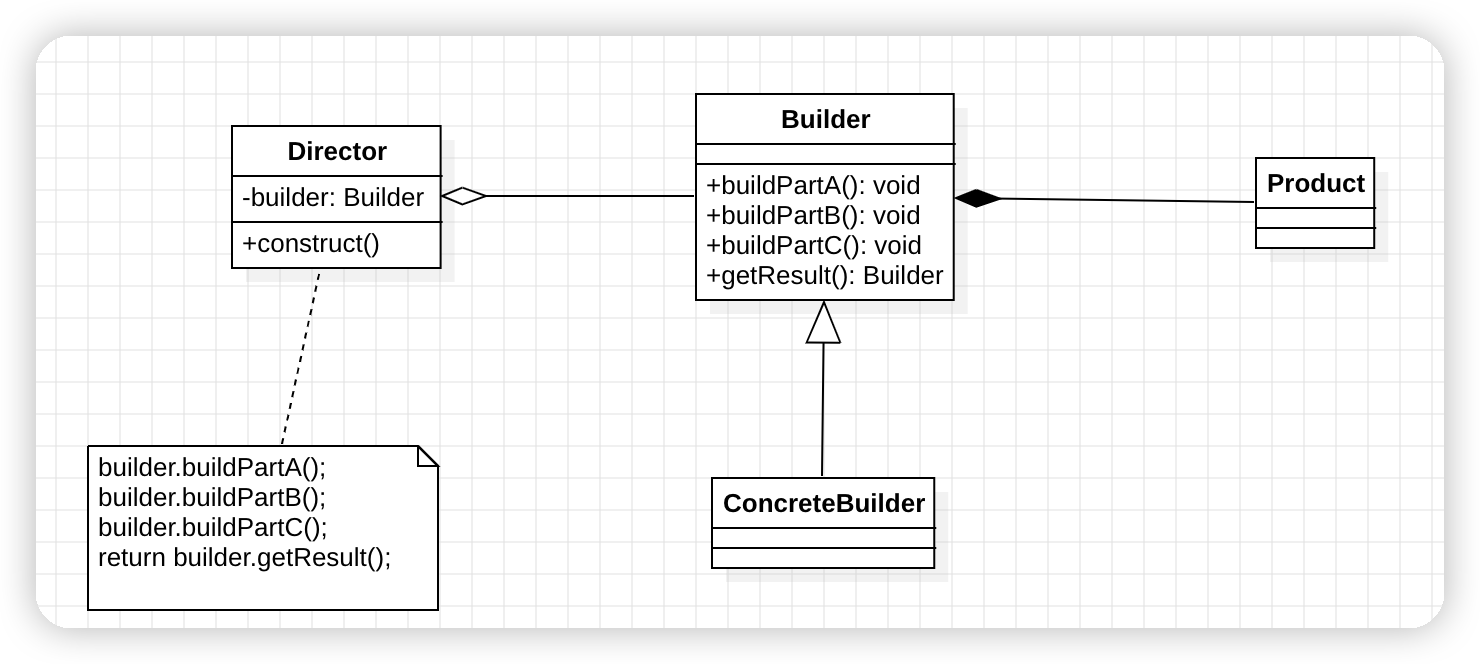 Director
-builder: Builder
+construct()
Builder
+buildPartA(): void
+buildPartB(): void
+buildPartC(): void
+getResult(): Builder
Product
builder.buildPartA();
builder.buildPartB();
builder.buildPartC();
return builder.getResult();
ConcreteBuilder